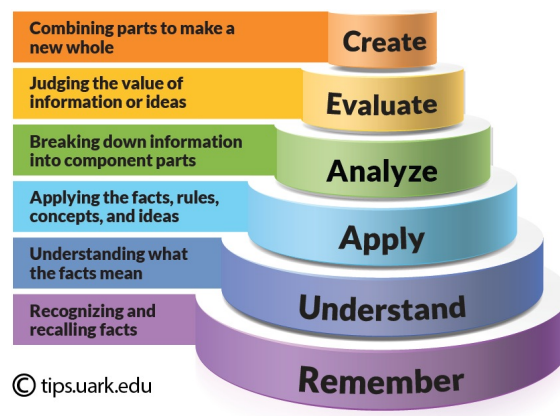 Combining parts to make a
new whole
Create
Judging the value of
information or ideas
Evaluate
Breaking down information
into component parts
Analyze
Applying the facts, rules,
concepts, and ideas
Apply
Understanding what
the facts mean
Understand
Recognizing and
recalling facts
Remember
© tips.uark.edu